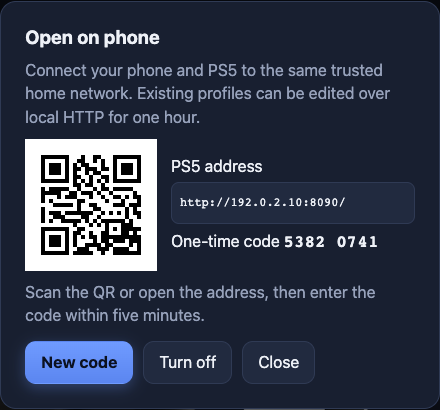 Open on phone
Connect your phone and PS5 to the same trusted
home network. Existing profiles can be edited over
local HTTP for one hour.
PS5 address
http://192.0.2.10:8090/
One-time code 5382 0741
Scan the QR or open the address, then enter the
code within five minutes.
New code
Turn off
Close